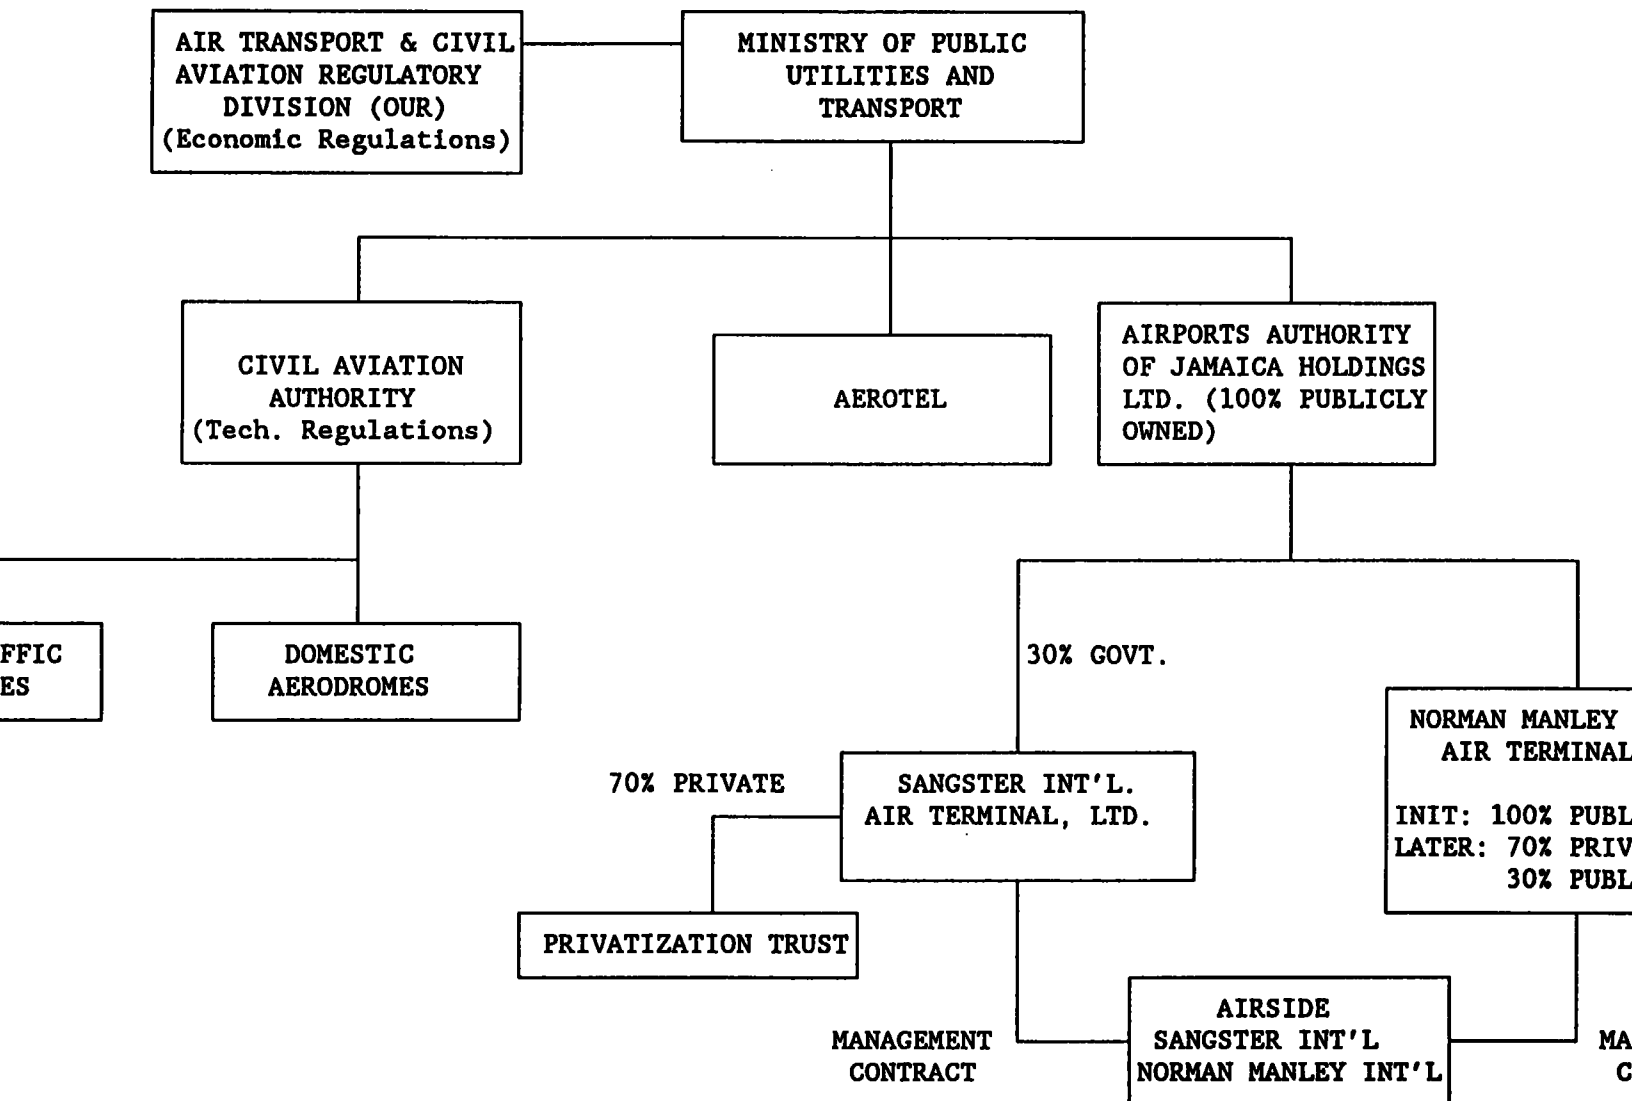 AIR TRANSPORT & CIVIL
AVIATION REGULATORY
DIVISION (OUR)
(Economic Regulations)
MINISTRY OF PUBLIC
UTILITIES AND
TRANSPORT
CIVIL AVIATION
AUTHORITY
(Tech. Regulations)
AEROTEL
AIRPORTS AUTHORITY
OF JAMAICA HOLDINGS
LTD. (100% PUBLICLY
OWNED)
FFIC
ES
DOMESTIC
AERODROMES
30% GOVT.
70% PRIVATE
SANGSTER INT'L.
AIR TERMINAL, LTD.
NORMAN MANLEY
AIR TERMINAL
INIT: 100% PUBL
LATER: 70% PRIV
30% PUBL
PRIVATIZATION TRUST
MANAGEMENT
CONTRACT
AIRSIDE
SANGSTER INT'L
NORMAN MANLEY INT'L
MA
C